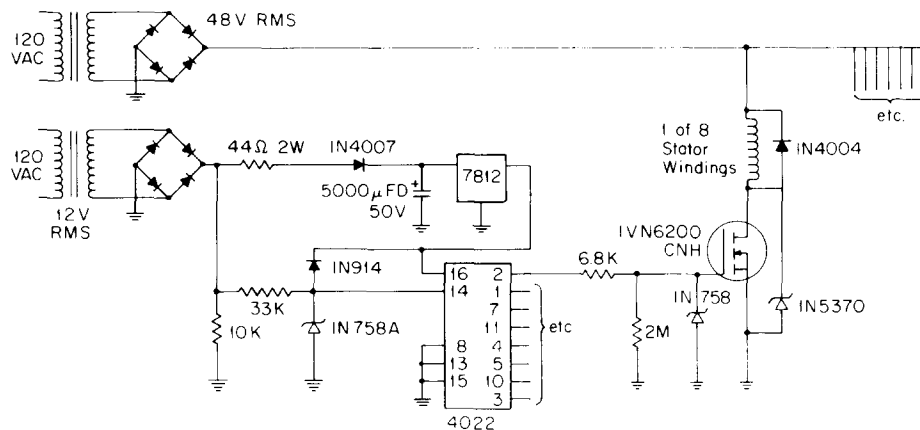 48V RMS
120
VAC
etc.
44Ω 2W
IN4007
1 of 8
Stator
Windings
IN4004
120
VAC
7812
5000μFD +
50V
12V
RMS
IVN6200
CNH
IN914
6.8K
16 2
14 1
33K
7
IN758A
11
etc
IN758
IN5370
10K
8 4
2M
13 5
15 10
3
4022